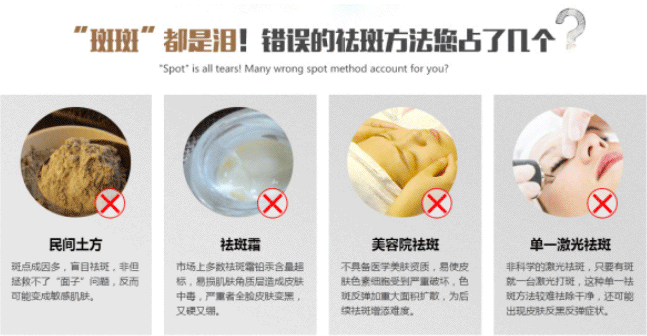 "斑斑"都是泪！错误的祛斑方法您占了几个?
"Spot" is all tears! Many wrong spot method account for you?
民间土方
斑点成因多，盲目祛斑，非但
拯救不了"面子"问题，反而
可能变成敏感肌肤。
祛斑霜
市场上多数祛斑霜铅汞含量超
标，易损肌肤角质层造成皮肤
中毒，严重者全脸皮肤变黑，
又硬又绷。
美容院祛斑
不具备医学美肤资质，易使皮
肤色素细胞受到严重破坏，色
斑反弹加重大面积扩散，为后
续祛斑增添难度。
单一激光祛斑
非科学的激光祛斑，只要有斑
就一台激光打斑，这种单一祛
斑方法较难祛除干净，还可能
出现皮肤反黑反弹症状。